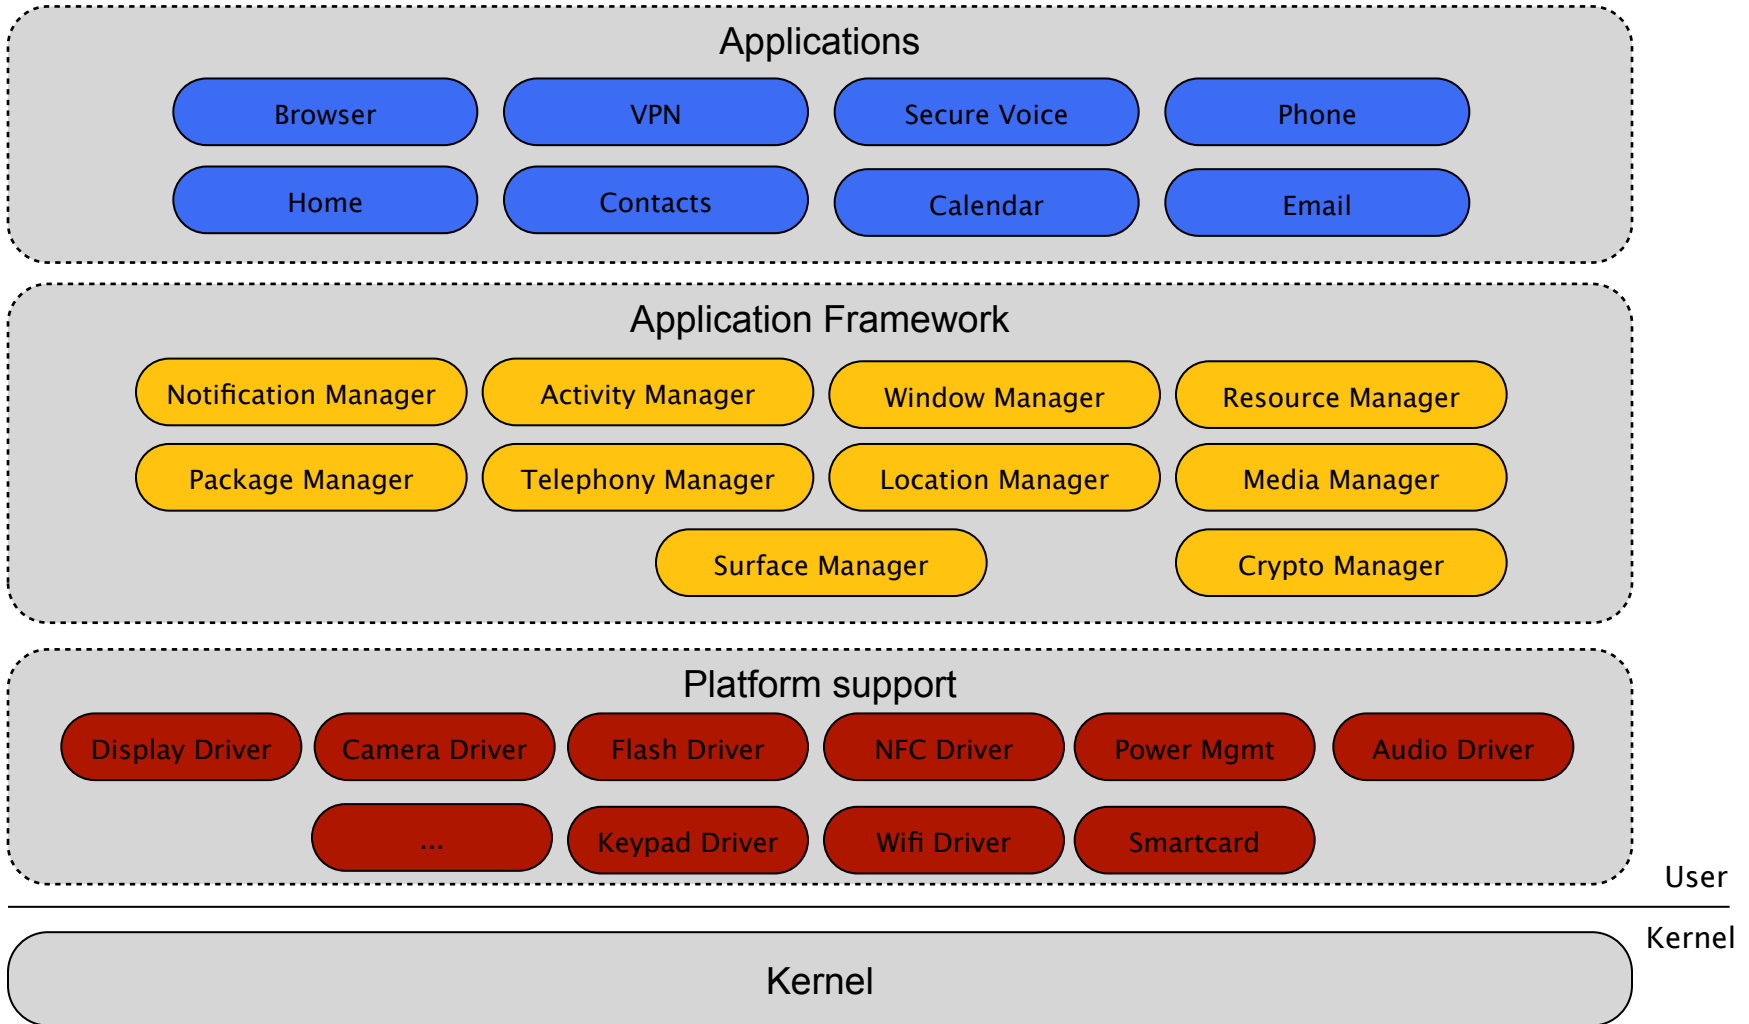 Applications
Browser
VPN
Secure Voice
Phone
Home
Contacts
Calendar
Email
Application Framework
Notification Manager
Activity Manager
Window Manager
Resource Manager
Package Manager
Telephony Manager
Location Manager
Media Manager
Surface Manager
Crypto Manager
Platform support
Display Driver
Camera Driver
Flash Driver
NFC Driver
Power Mgmt
Audio Driver
...
Keypad Driver
Wifi Driver
Smartcard
User
Kernel
Kernel